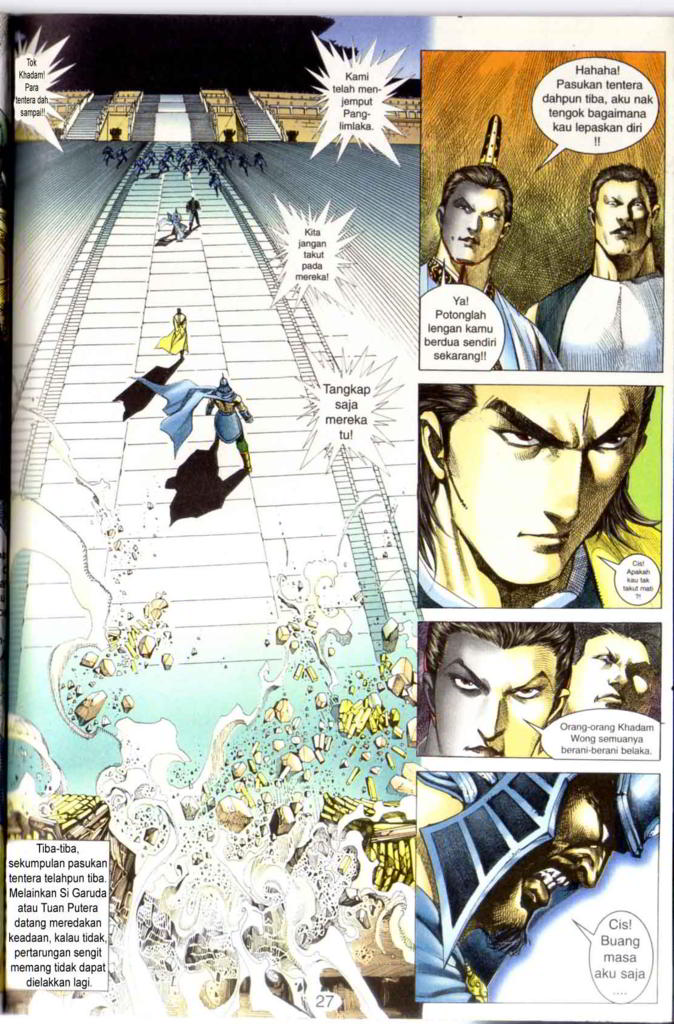 Tok
Khadam!
Para
tentera dah
sampai!!
Kami
telah men-
jemput
Pang-
limlaka.
Kita
jangan
takut
pada
mereka!
Tangkap
saja
mereka
tu!
Tiba-tiba,
sekumpulan pasukan
tentera telahpun tiba.
Melainkan Si Garuda
atau Tuan Putera
datang meredakan
keadaan, kalau tidak,
pertarungan sengit
memang tidak dapat
dielakkan lagi.
Hahaha!
Pasukan tentera
dahpun tiba, aku nak
tengok bagaimana
kau lepaskan diri
!!
Ya!
Potonglah
lengan kamu
berdua sendiri
sekarang!!
Cis!
Apakah
kau tak
takut mati
?!
Orang-orang Khadam
Wong semuanya
berani-berani belaka.
Cis!
Buang
masa
aku saja
....
27